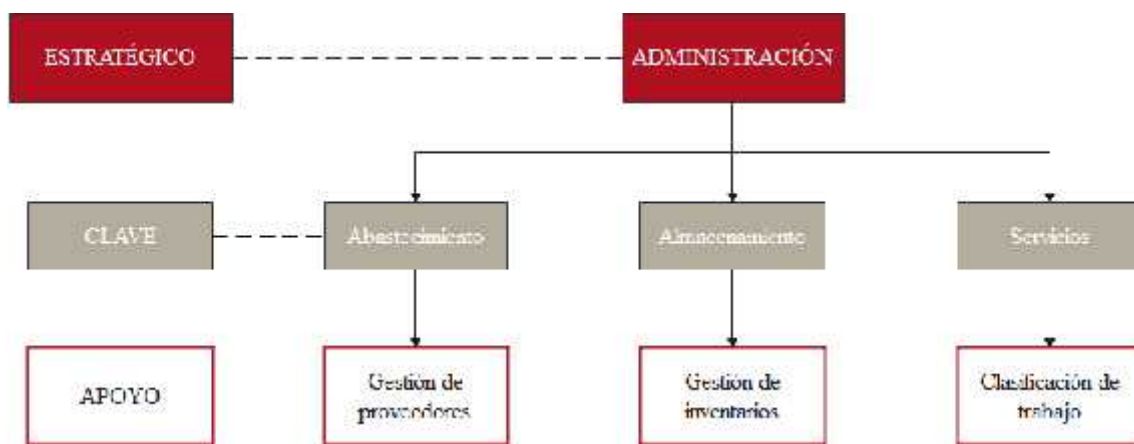 ESTRATÉGICO
ADMINISTRACIÓN
CLAVE
Abastecimiento
Almacenamiento
Servicios
APOYO
Gestión de
proveedores
Gestión de
inventarios
Clasificación de
trabajo